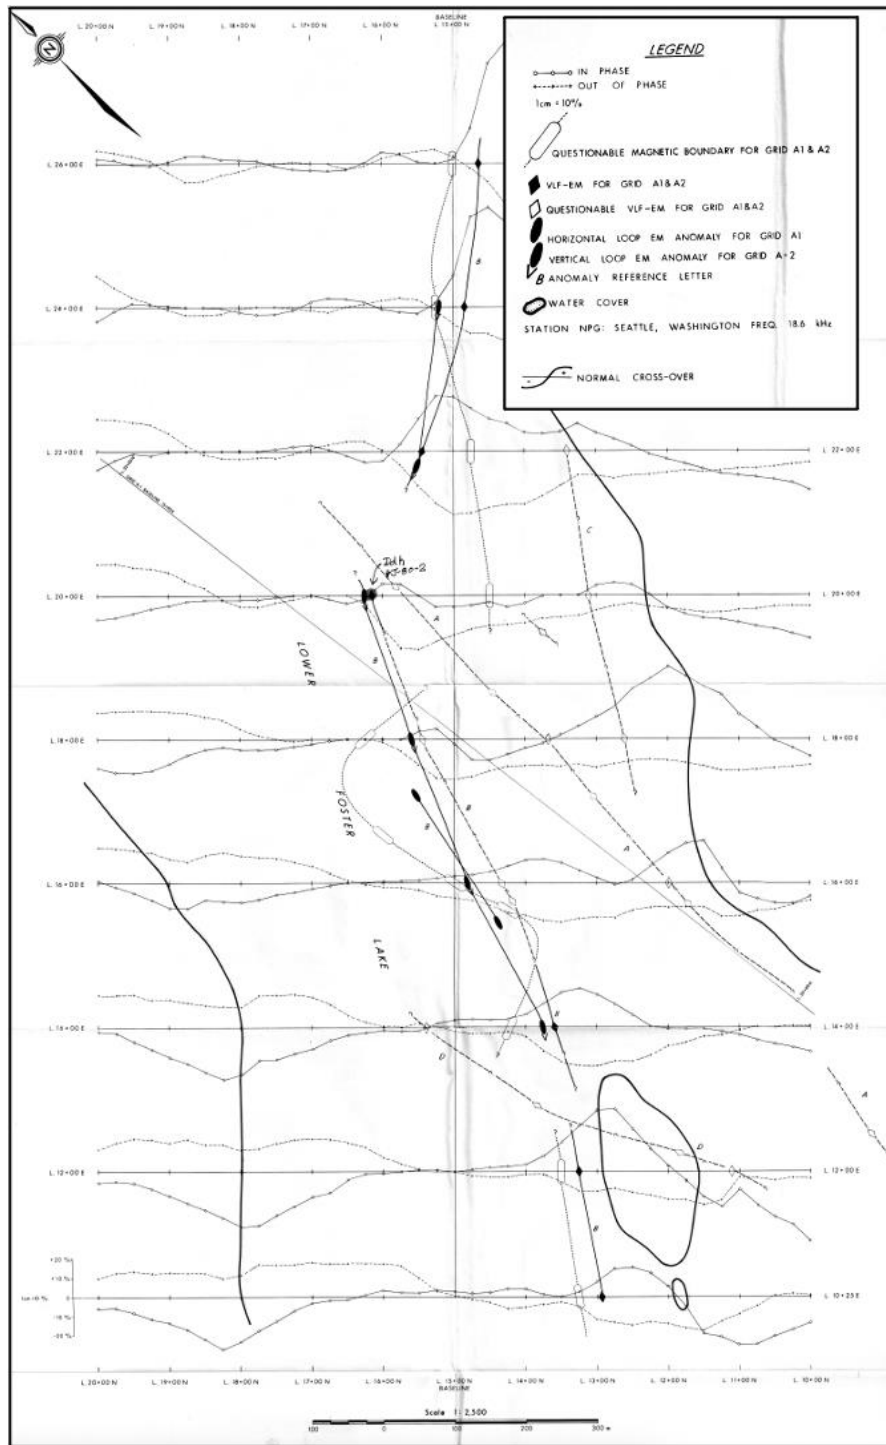 BASELINE
L. 20+00 N L. 19+00 N L. 18+00 N L. 17+00 N L. 16+00 N L. 15+00 N
N
LEGEND
IN PHASE
OUT OF PHASE
1cm = 10%
QUESTIONABLE MAGNETIC BOUNDARY FOR GRID A1 & A2
VLF-EM FOR GRID A1 & A2
QUESTIONABLE VLF-EM FOR GRID A1 & A2
HORIZONTAL LOOP EM ANOMALY FOR GRID A1
VERTICAL LOOP EM ANOMALY FOR GRID A-2
B ANOMALY REFERENCE LETTER
WATER COVER
STATION NPG: SEATTLE, WASHINGTON FREQ. 18.6 kHz
NORMAL CROSS-OVER
L 26+00 E
B
L 24+00 E
L 22+00 E L 22+00 E
?
C
?
L 20+00 E L 20+00 E
A
?
B
LOWER
L 18+00 E L 18+00 E
?
B
FOSTER
B
A
L 16+00 E L 16+00 E
LAKE
B
L 14+00 E
D
?
A
?
D
L 12+00 E L 12+00 E
B
+20 %
+10 %
0
L 10+25 E
L. 20+00 N L. 19+00 N L. 18+00 N L. 17+00 N L. 16+00 N L. 15+00 N L. 14+00 N L. 13+00 N L. 12+00 N L. 11+00 N L. 10+00 N
BASELINE
Scale 1: 2,500
100 0 100 200 300 m